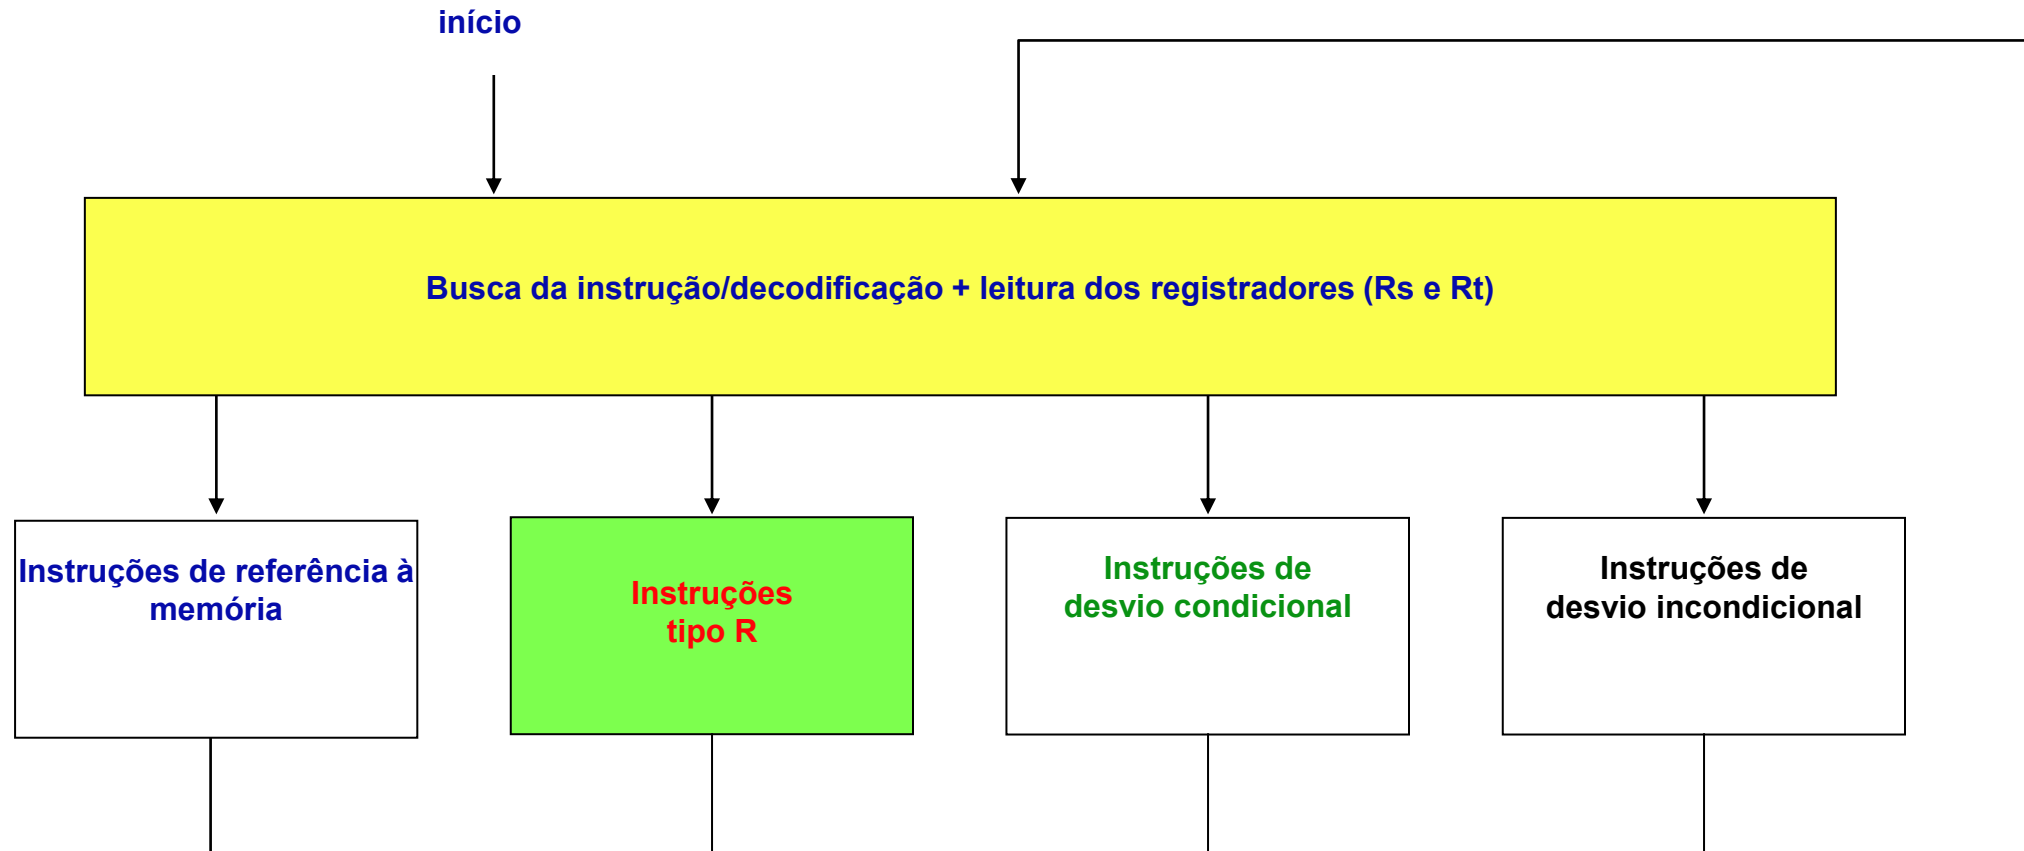 início
Busca da instrução/decodificação + leitura dos registradores (Rs e Rt)
Instruções de referência à
memória
Instruções
tipo R
Instruções de
desvio condicional
Instruções de
desvio incondicional